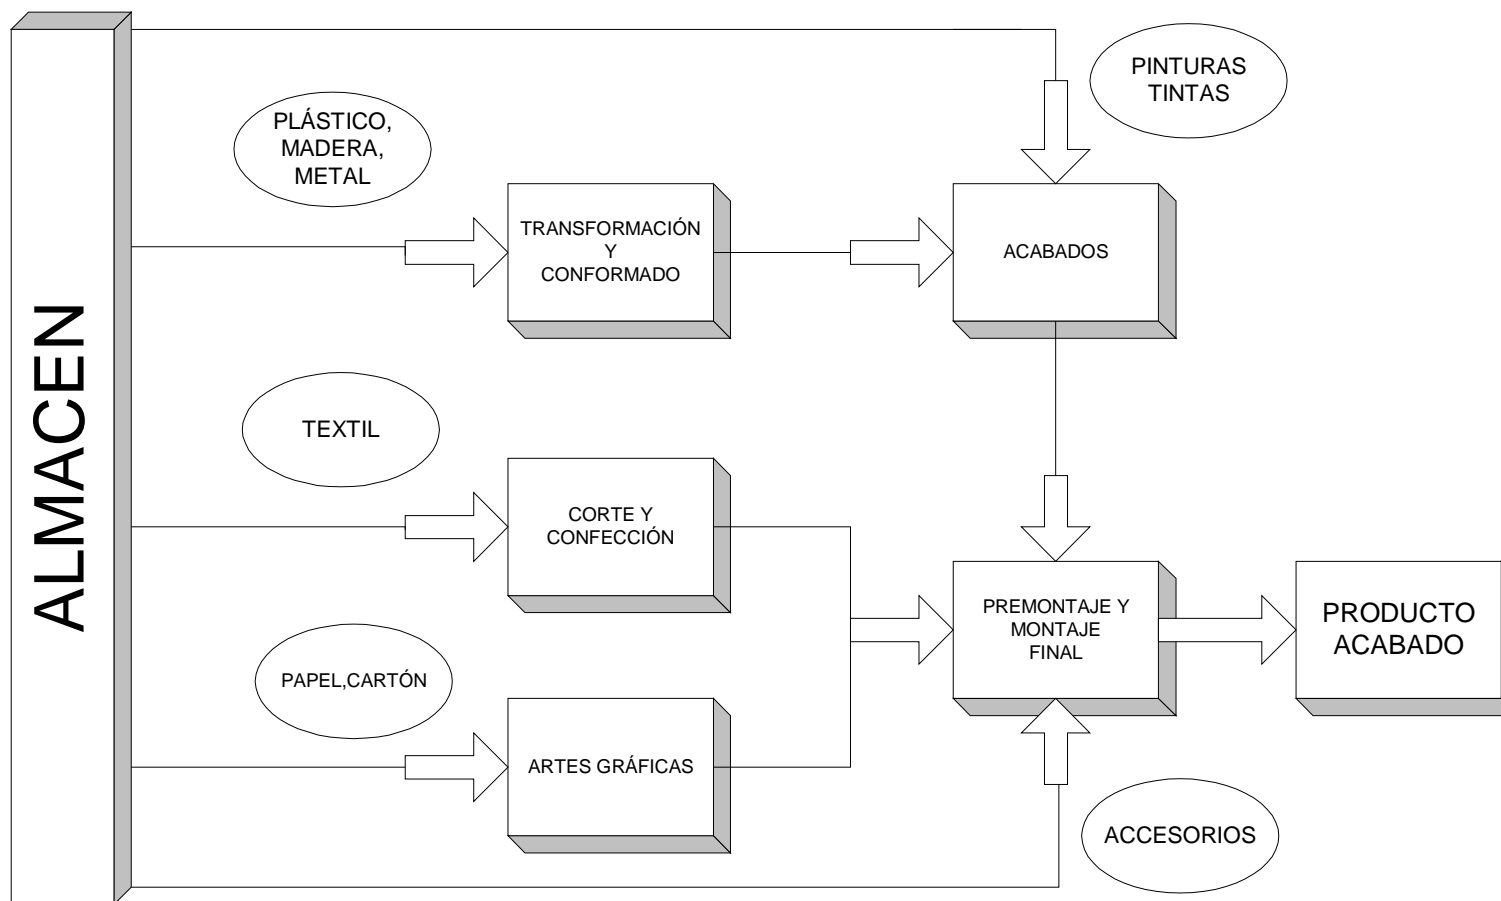 ALMACEN
PINTURAS
TINTAS
PLÁSTICO,
MADERA,
METAL
TRANSFORMACIÓN
Y
CONFORMADO
ACABADOS
TEXTIL
CORTE Y
CONFECCIÓN
PREMONTAJE Y
MONTAJE
FINAL
PRODUCTO
ACABADO
PAPEL,CARTÓN
ARTES GRÁFICAS
ACCESORIOS